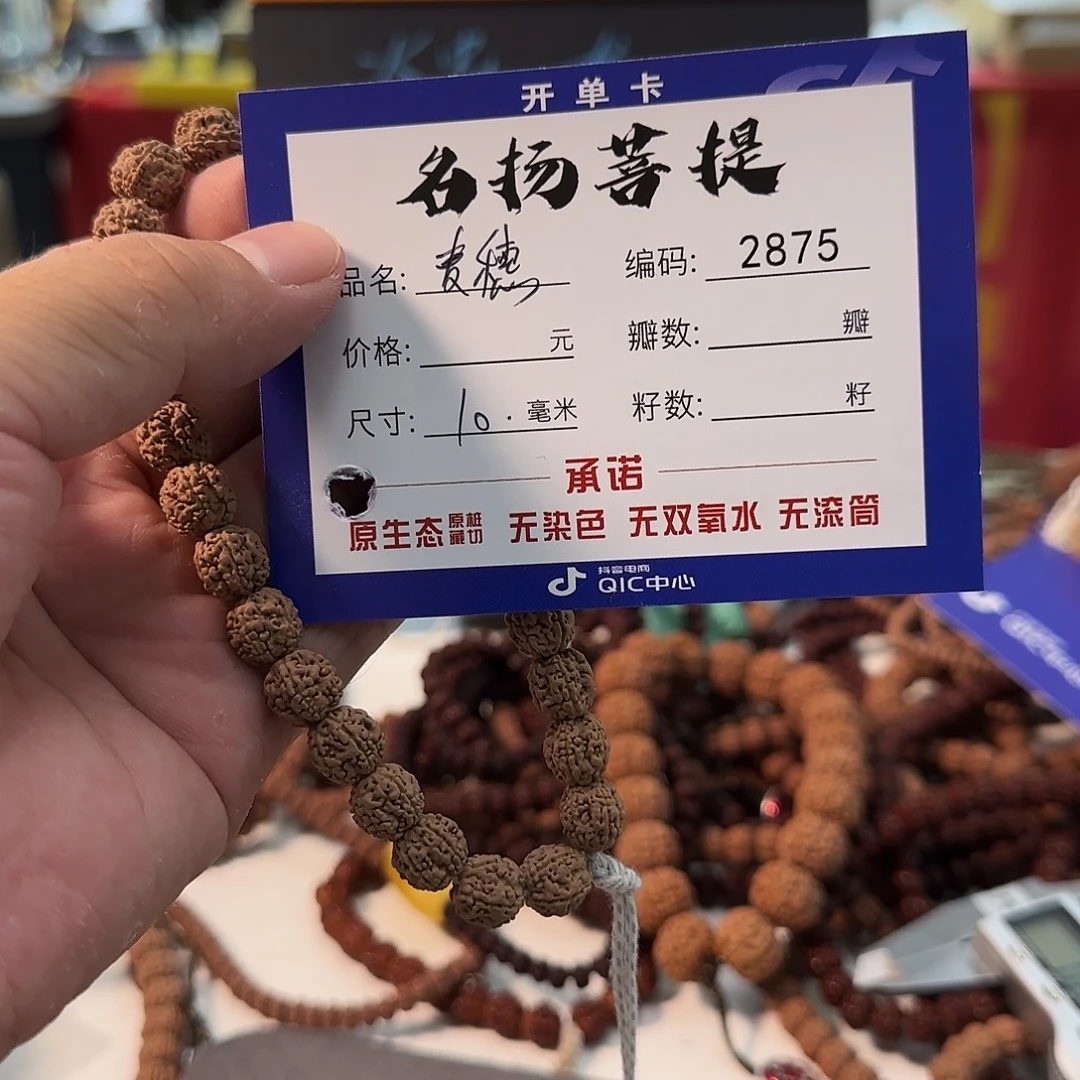 开单卡
名扬菩提
品名: 麦穗 编码: 2875
价格: 元 瓣数: 瓣
尺寸: 10. 毫米 籽数: 籽
承诺
原生态 原桩藏切 无染色 无双氧水 无滚筒
抖音电商
QIC中心